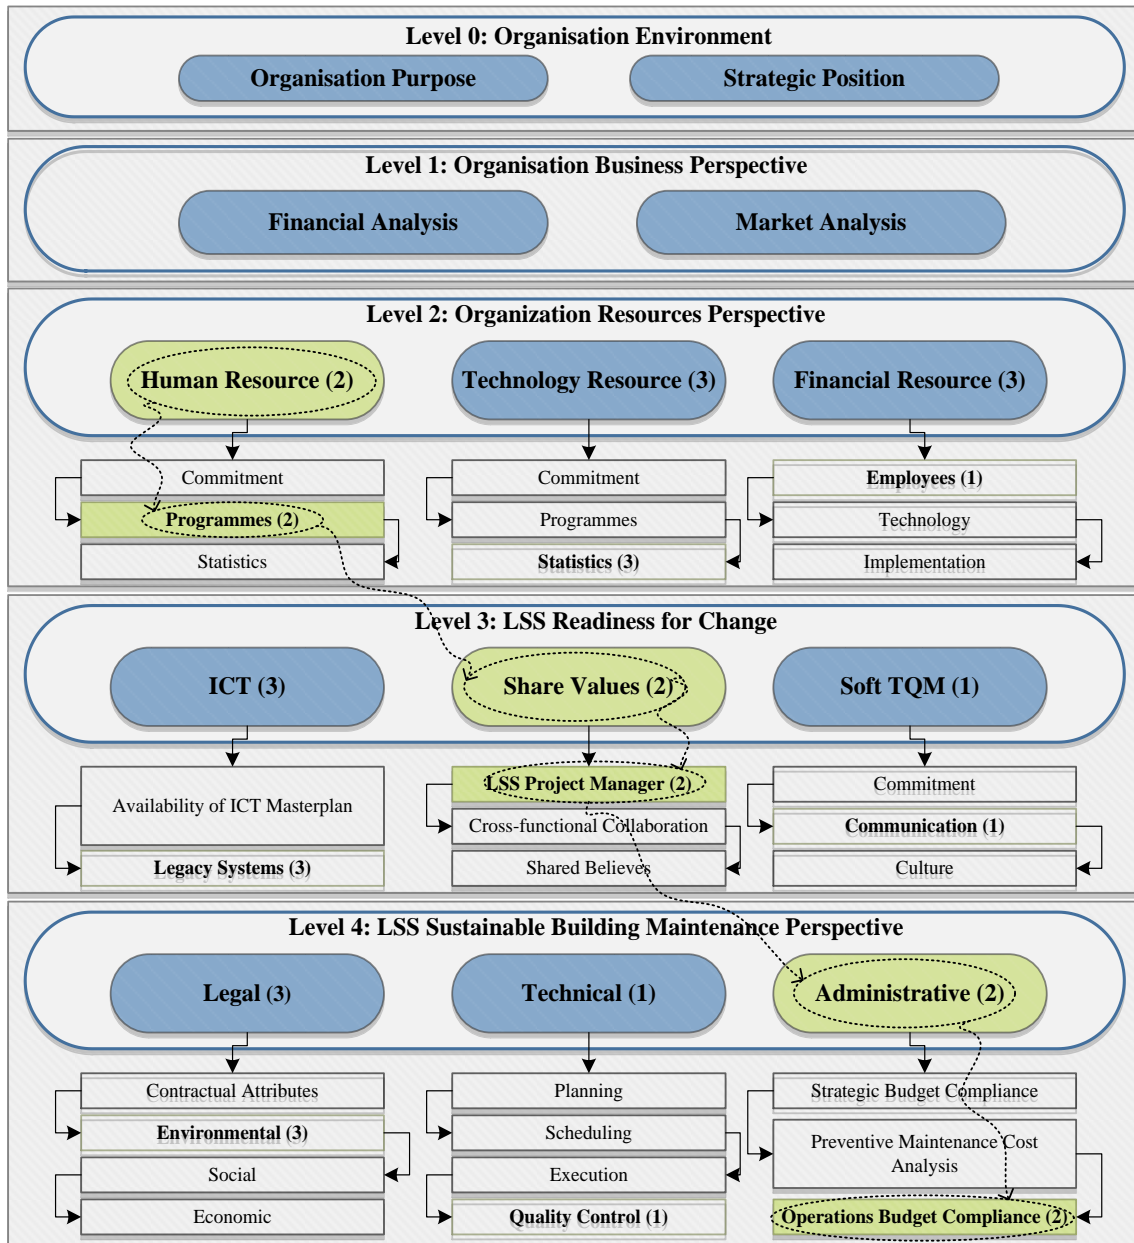 Level 0: Organisation Environment
Organisation Purpose
Strategic Position
Level 1: Organisation Business Perspective
Financial Analysis
Market Analysis
Level 2: Organization Resources Perspective
Human Resource (2)
Technology Resource (3)
Financial Resource (3)
Commitment
Programmes (2)
Statistics
Commitment
Programmes
Statistics (3)
Employees (1)
Technology
Implementation
Level 3: LSS Readiness for Change
ICT (3)
Share Values (2)
Soft TQM (1)
Availability of ICT Masterplan
Legacy Systems (3)
LSS Project Manager (2)
Cross-functional Collaboration
Shared Believes
Commitment
Communication (1)
Culture
Level 4: LSS Sustainable Building Maintenance Perspective
Legal (3)
Technical (1)
Administrative (2)
Contractual Attributes
Environmental (3)
Social
Economic
Planning
Scheduling
Execution
Quality Control (1)
Strategic Budget Compliance
Preventive Maintenance Cost
Analysis
Operations Budget Compliance (2)